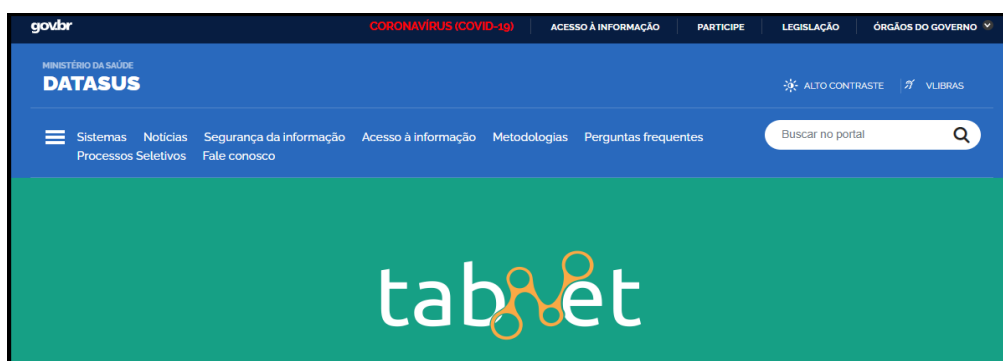 gov.br CORONAVÍRUS (COVID-19) ACESSO À INFORMAÇÃO PARTICIPE LEGISLAÇÃO ÓRGÃOS DO GOVERNO
MINISTÉRIO DA SAÚDE
DATASUS
ALTO CONTRASTE VLIBRAS
Sistemas Notícias Segurança da informação Acesso à informação Metodologias Perguntas frequentes Buscar no portal
Processos Seletivos Fale conosco
tabnet